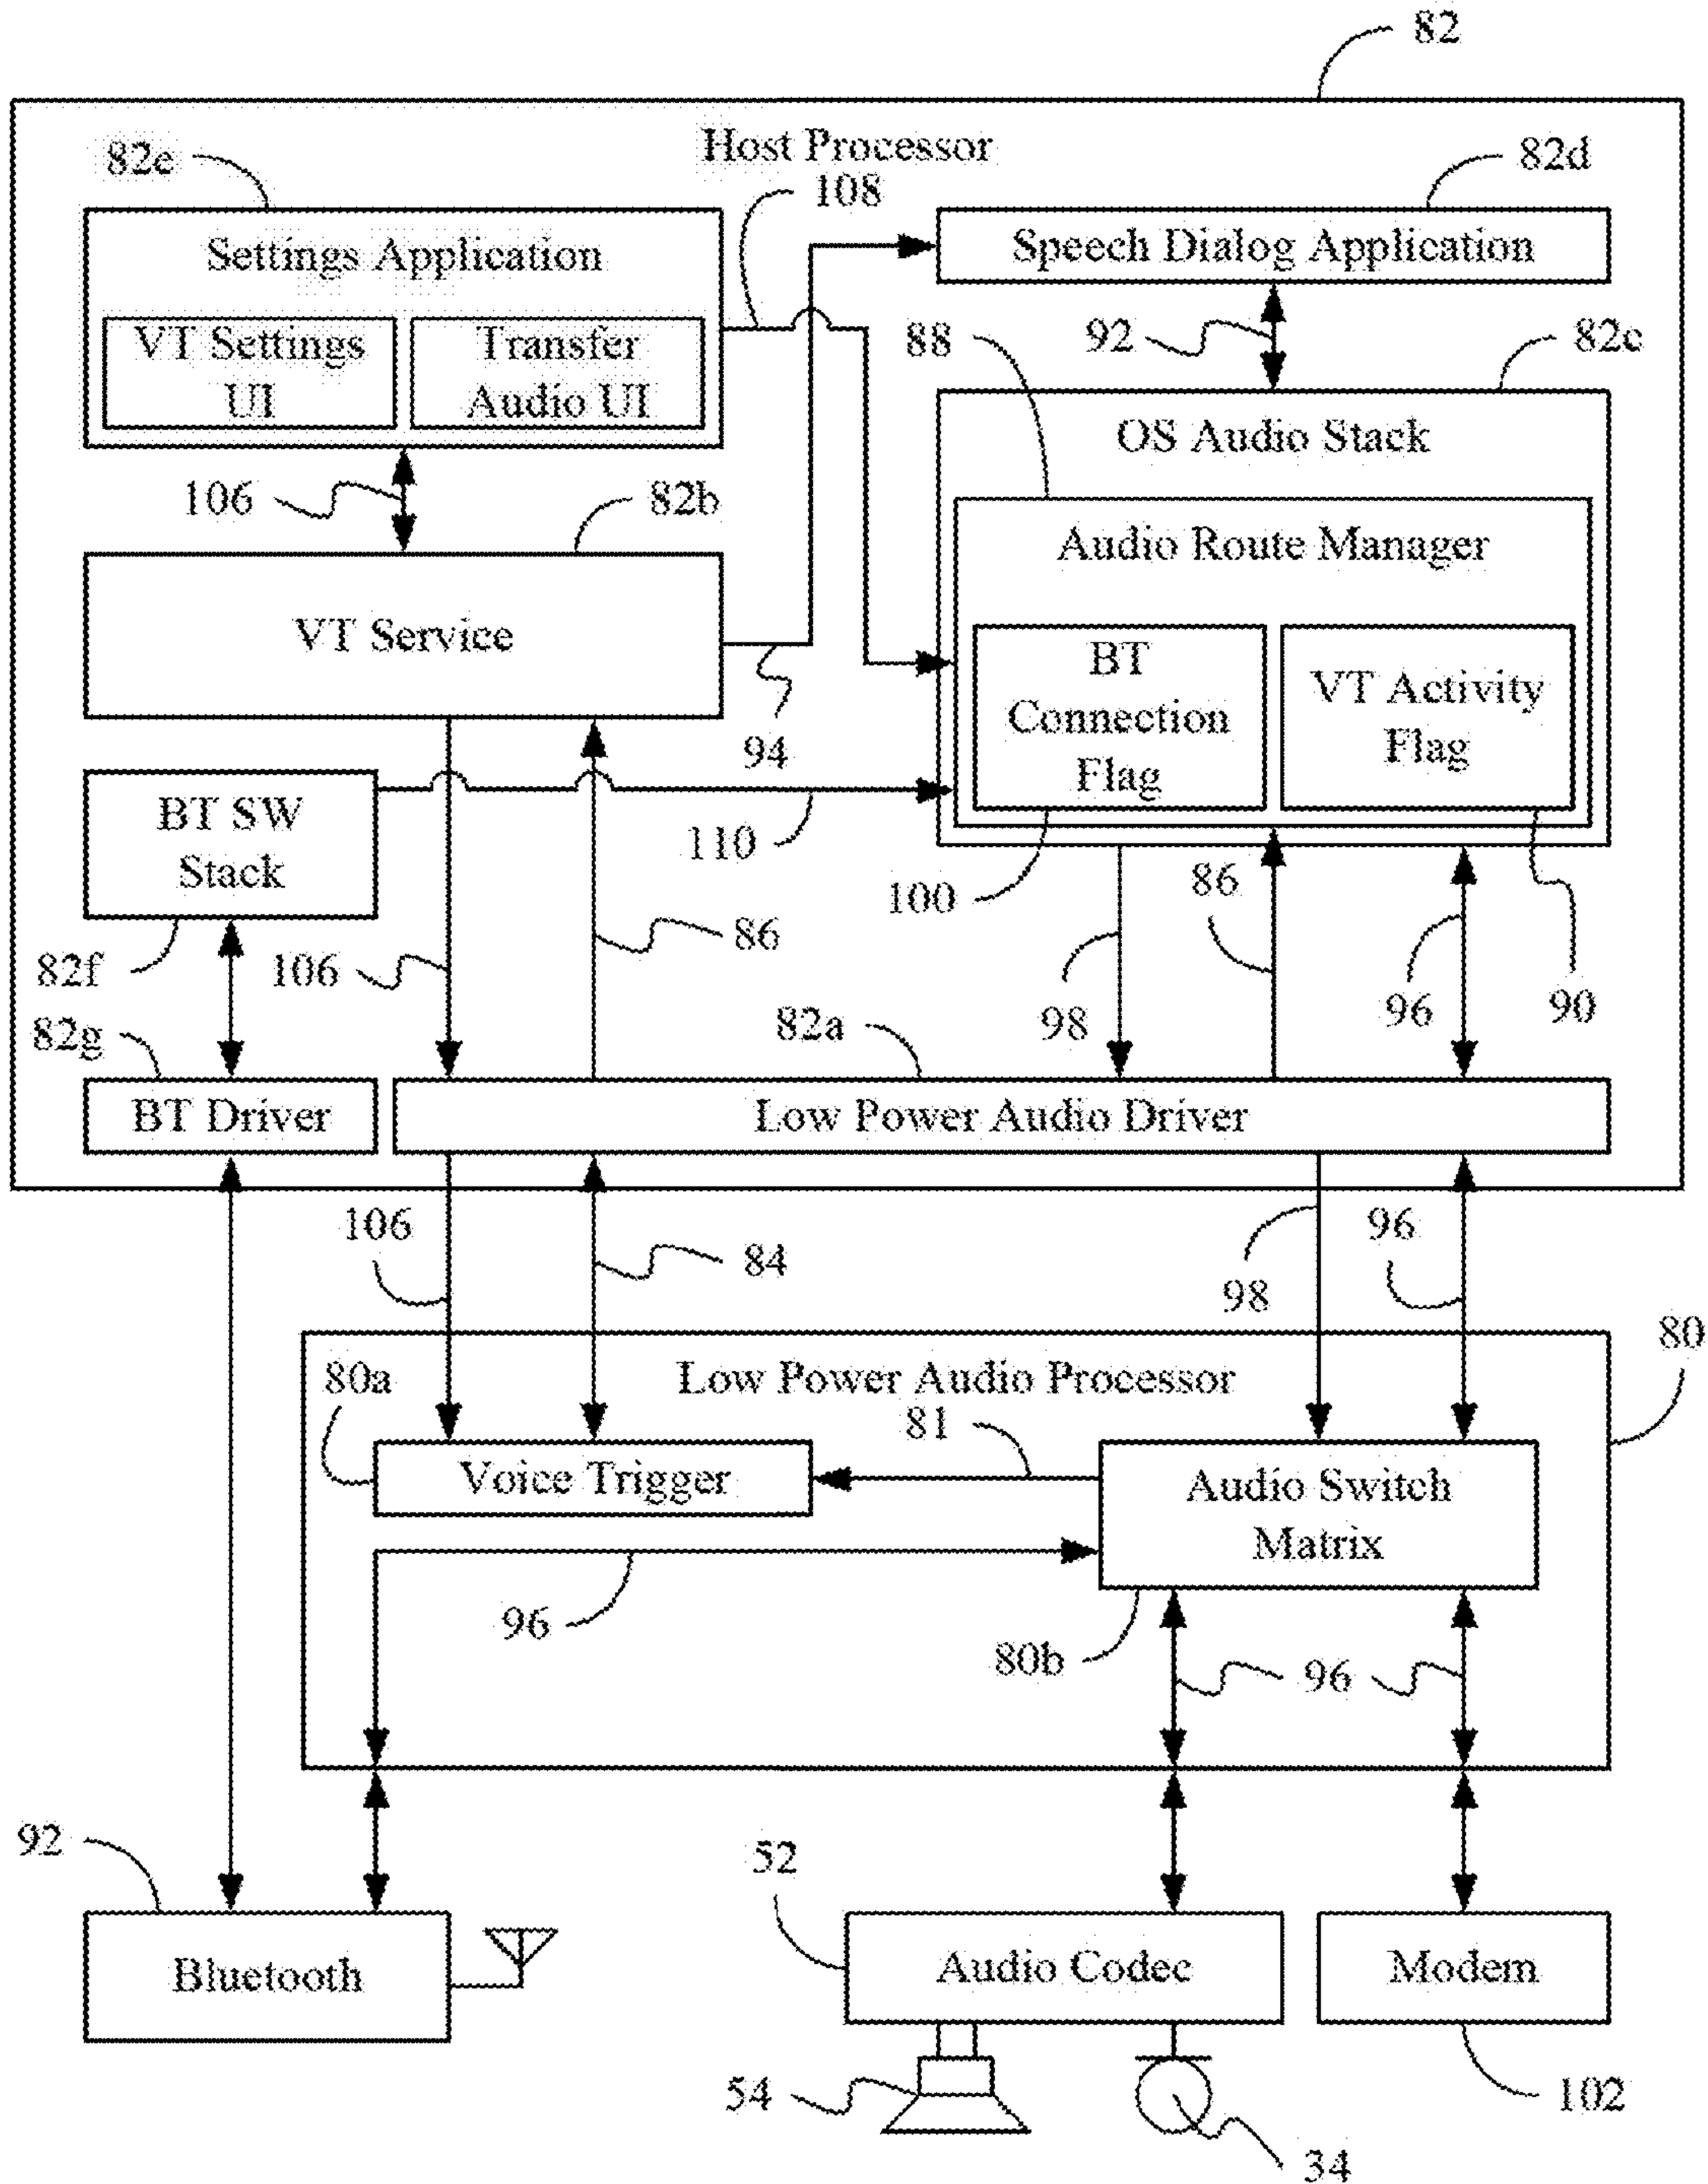 82
Host Processor
82e
108
82d
Settings Application
Speech Dialog Application
VT Settings
UI
Transfer
Audio UI
88
92
82c
OS Audio Stack
106
82b
Audio Route Manager
VT Service
BT
Connection
Flag
VT Activity
Flag
94
BT SW
Stack
110
100
86
86
82f
106
98
96
90
82g
82a
BT Driver
Low Power Audio Driver
106
84
98
96
80
80a
Low Power Audio Processor
81
Voice Trigger
Audio Switch
Matrix
96
80b
96
92
52
Bluetooth
Audio Codec
Modem
54
102
34